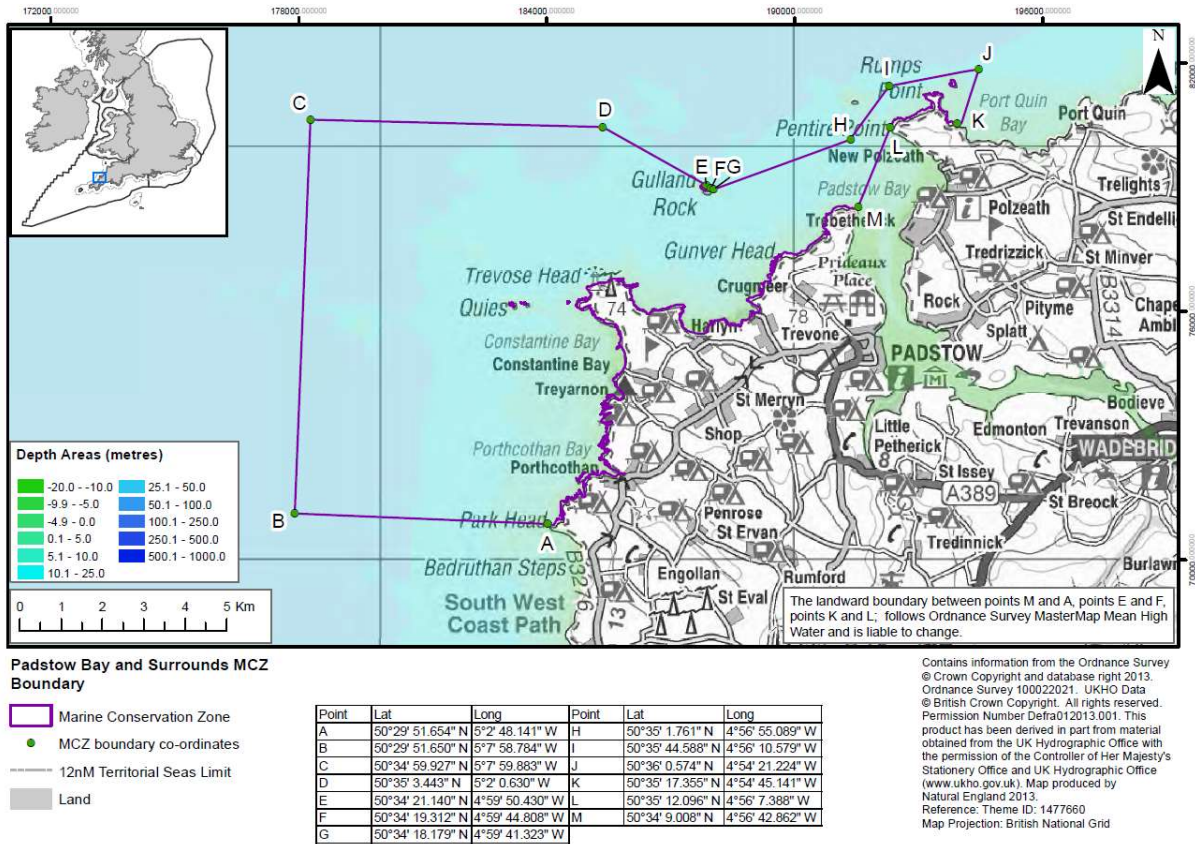 172000.000000
178000.000000
184000.000000
190000.000000
196000.000000
N
82000
76000
70000
J
I
Rumps
Point
C
D
H
K
Port Quin
Bay
Port Quin
Pentire Point
L
New Polzeath
E
F
G
Gulland
Rock
Padstow Bay
Trebetherick
M
Polzeath
Trelights
St Endelli
Tredrizzick
St Minver
Gunver Head
Prideaux
Place
Trevose Head
Crugmeer
Rock
Pityme
B3314
Chape
Ambl
Quies
74
78
Harlyn
Trevone
Splatt
Constantine Bay
Constantine Bay
PADSTOW
Treyarnon
St Merryn
Bodieve
Shop
Little
Petherick
Edmonton
Trevanson
WADEBRID
Porthcothan Bay
Porthcothan
St Issey
A389
St Breock
B
Park Head
A
Penrose
St Ervan
Tredinnick
Bedruthan Steps
B3276
Engollan
Rumford
Burlawn
St Eval
South West
Coast Path
13
Depth Areas (metres)
-20.0 - -10.0
25.1 - 50.0
-9.9 - -5.0
50.1 - 100.0
-4.9 - 0.0
100.1 - 250.0
0.1 - 5.0
250.1 - 500.0
5.1 - 10.0
500.1 - 1000.0
10.1 - 25.0
0 1 2 3 4 5 Km
The landward boundary between points M and A, points E and F,
points K and L; follows Ordnance Survey MasterMap Mean High
Water and is liable to change.
Padstow Bay and Surrounds MCZ
Boundary
Marine Conservation Zone
MCZ boundary co-ordinates
12nM Territorial Seas Limit
Land
Point Lat Long Point Lat Long
A 50°29' 51.654" N 5°2' 48.141" W H 50°35' 1.761" N 4°56' 55.089" W
B 50°29' 51.650" N 5°7' 58.784" W I 50°35' 44.588" N 4°56' 10.579" W
C 50°34' 59.927" N 5°7' 59.883" W J 50°36' 0.574" N 4°54' 21.224" W
D 50°35' 3.443" N 5°2' 0.630" W K 50°35' 17.355" N 4°54' 45.141" W
E 50°34' 21.140" N 4°59' 50.430" W L 50°35' 12.096" N 4°56' 7.388" W
F 50°34' 19.312" N 4°59' 44.808" W M 50°34' 9.008" N 4°56' 42.862" W
G 50°34' 18.179" N 4°59' 41.323" W
Contains information from the Ordnance Survey
© Crown Copyright and database right 2013.
Ordnance Survey 100022021. UKHO Data
© British Crown Copyright. All rights reserved.
Permission Number Defra012013.001. This
product has been derived in part from material
obtained from the UK Hydrographic Office with
the permission of the Controller of Her Majesty's
Stationery Office and UK Hydrographic Office
(www.ukho.gov.uk). Map produced by
Natural England 2013.
Reference: Theme ID: 1477660
Map Projection: British National Grid